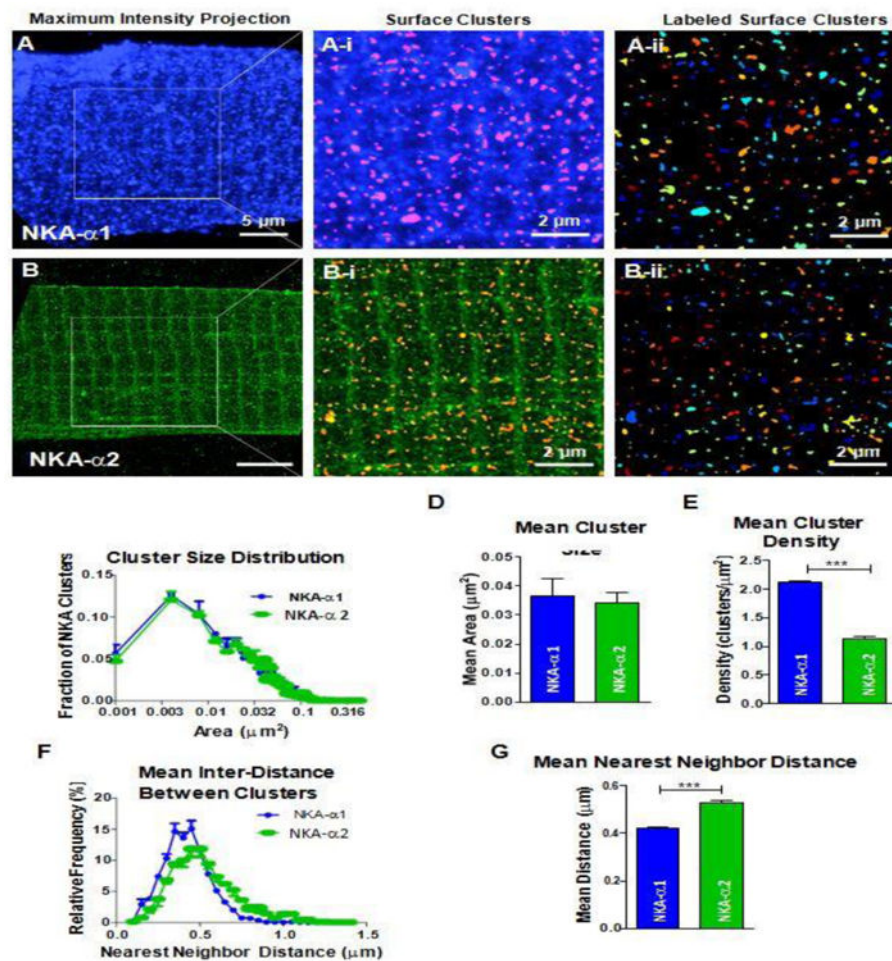 Maximum Intensity Projection
Surface Clusters
Labeled Surface Clusters
A
A-i
A-ii
5 µm
2 µm
2 µm
NKA-α1
B
B-i
B-ii
NKA-α2
2 µm
2 µm
Cluster Size Distribution
NKA-α1
NKA-α2
Fraction of NKA Clusters
0.15
0.10
0.05
0.00
0.001 0.003 0.01 0.032 0.1 0.316
Area (µm²)
D
Mean Cluster
Size
Mean Area (µm²)
0.05
0.04
0.03
0.02
0.01
0.00
NKA-α1
NKA-α2
E
Mean Cluster
Density
Density (clusters/µm²)
2.5
2.0
1.5
1.0
0.5
0.0
***
NKA-α1
NKA-α2
F
Mean Inter-Distance
Between Clusters
NKA-α1
NKA-α2
Relative Frequency (%)
20
15
10
5
0
0.0 0.5 1.0 1.5
Nearest Neighbor Distance (µm)
G
Mean Nearest Neighbor Distance
Mean Distance (µm)
0.6
0.4
0.2
0.0
***
NKA-α1
NKA-α2